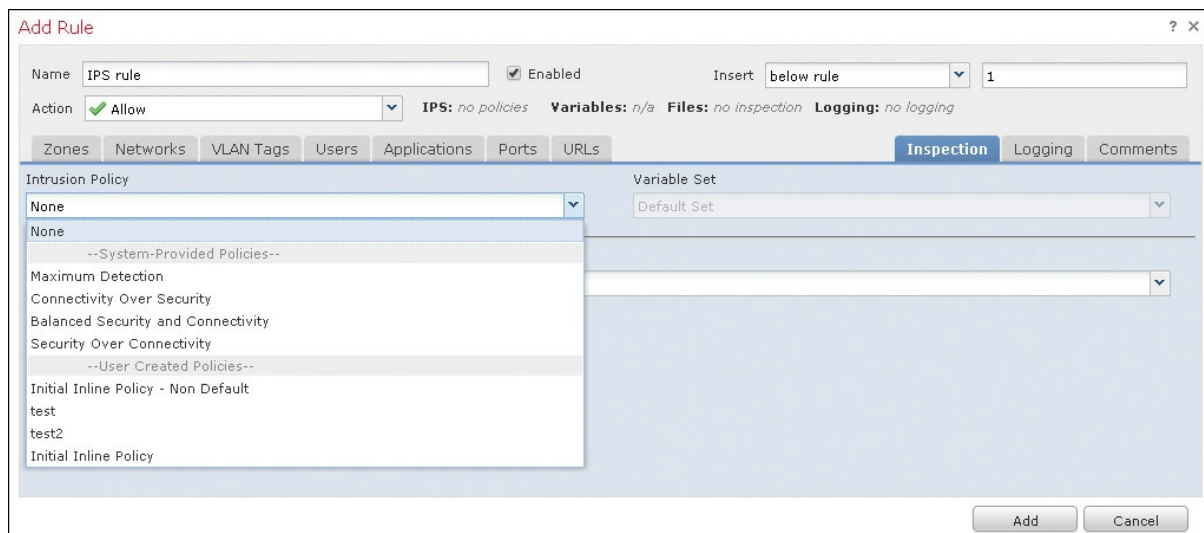 Add Rule ? ×
Name IPS rule Enabled Insert below rule 1
Action Allow IPS: no policies Variables: n/a Files: no inspection Logging: no logging
Zones Networks VLAN Tags Users Applications Ports URLs Inspection Logging Comments
Intrusion Policy Variable Set
None Default Set
None
--System-Provided Policies--
Maximum Detection
Connectivity Over Security
Balanced Security and Connectivity
Security Over Connectivity
--User Created Policies--
Initial Inline Policy - Non Default
test
test2
Initial Inline Policy
Add Cancel